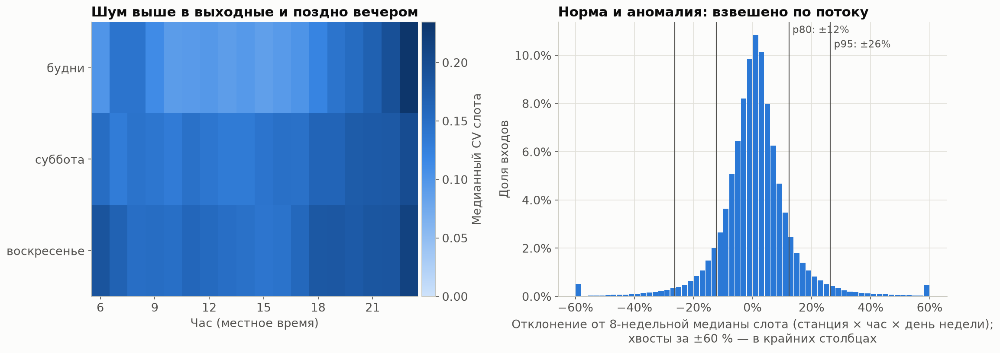 Шум выше в выходные и поздно вечером
будни
суббота
воскресенье
6 9 12 15 18 21
Час (местное время)
0.20
0.15
0.10
0.05
0.00
Медианный CV слота
Норма и аномалия: взвешено по потоку
p80: ±12%
p95: ±26%
10.0%
8.0%
6.0%
4.0%
2.0%
0.0%
Доля входов
−60% −40% −20% 0% 20% 40% 60%
Отклонение от 8-недельной медианы слота (станция × час × день недели);
хвосты за ±60 % — в крайних столбцах